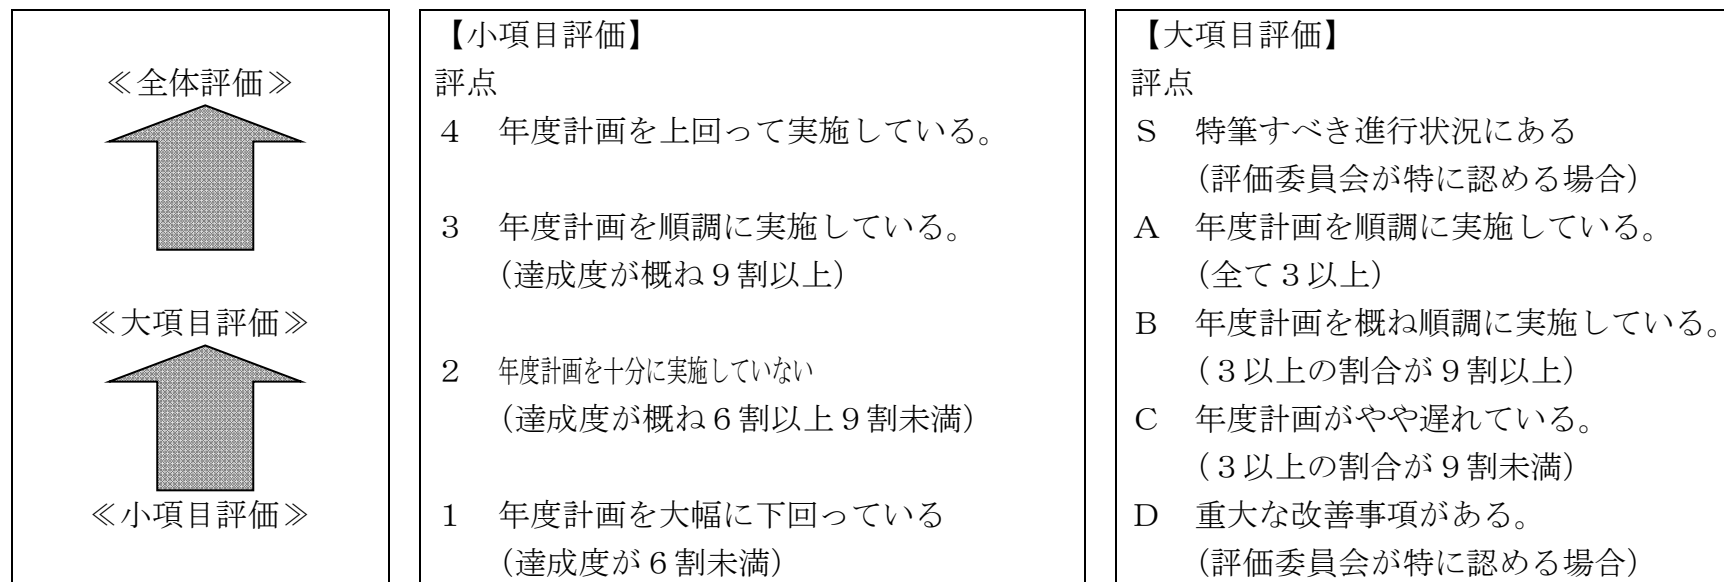 ≪全体評価≫
≪大項目評価≫
≪小項目評価≫
【小項目評価】
評点
４　年度計画を上回って実施している。
３　年度計画を順調に実施している。
（達成度が概ね９割以上）
２　年度計画を十分に実施していない
（達成度が概ね６割以上９割未満）
１　年度計画を大幅に下回っている
（達成度が６割未満）
【大項目評価】
評点
Ｓ　特筆すべき進行状況にある
（評価委員会が特に認める場合）
Ａ　年度計画を順調に実施している。
（全て３以上）
Ｂ　年度計画を概ね順調に実施している。
（３以上の割合が９割以上）
Ｃ　年度計画がやや遅れている。
（３以上の割合が９割未満）
Ｄ　重大な改善事項がある。
（評価委員会が特に認める場合）